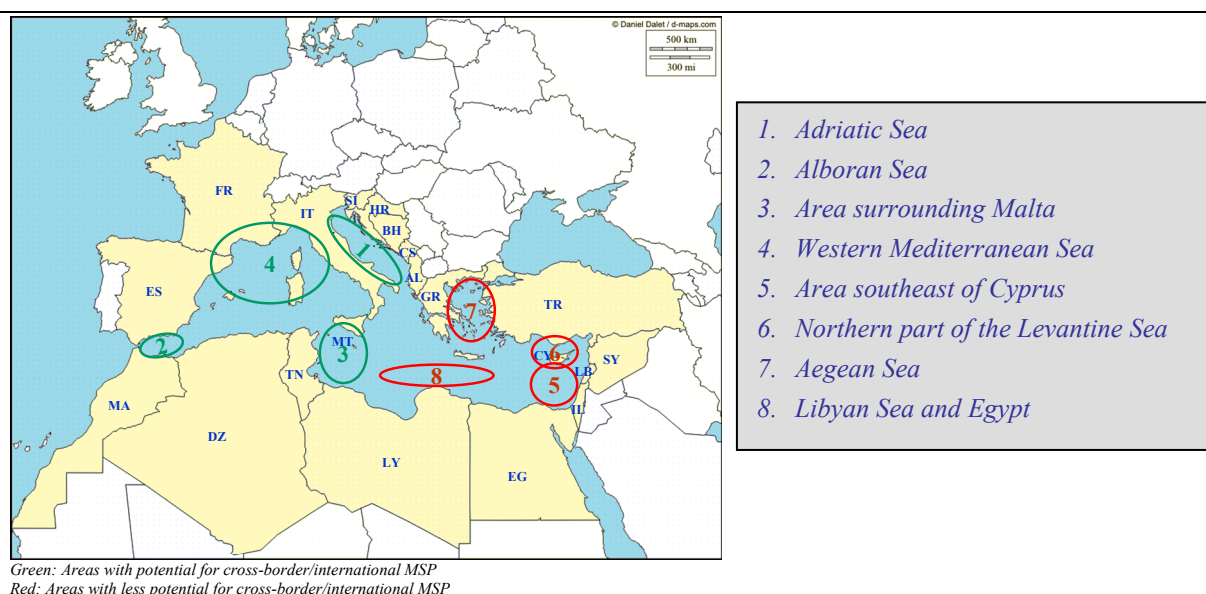 © Daniel Dalet / d-maps.com
500 km
300 mi
FR
IT
SI
HR
BH
CS
AL
GR
ES
TR
MT
CY
LB
SY
TN
IL
MA
DZ
LY
EG
1
2
3
4
5
6
7
8
1. Adriatic Sea
2. Alboran Sea
3. Area surrounding Malta
4. Western Mediterranean Sea
5. Area southeast of Cyprus
6. Northern part of the Levantine Sea
7. Aegean Sea
8. Libyan Sea and Egypt
Green: Areas with potential for cross-border/international MSP
Red: Areas with less potential for cross-border/international MSP